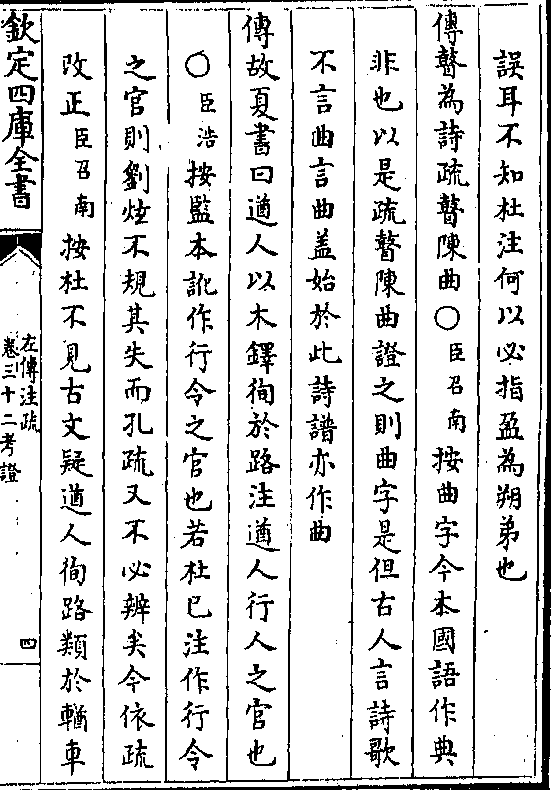 誤耳不知杜注何以必指盈為朔弟也
傳瞽為詩疏瞽陳曲〇臣召南按曲字今本國語作典
非也以是疏瞽陳曲證之則曲字是但古人言詩歌
不言曲言曲盖始於此詩譜亦作曲
傳故夏書曰遒人以木鐸徇於路注遒人行人之官也
〇臣浩按監本訛作行令之官也若杜已注作行令
之官則劉炫不規其失而孔疏又不必辨矣今依疏
改正臣召南按杜不見古文疑遒人徇路類於輶車
欽定四庫全書
左傳注疏
卷三十二考證
四